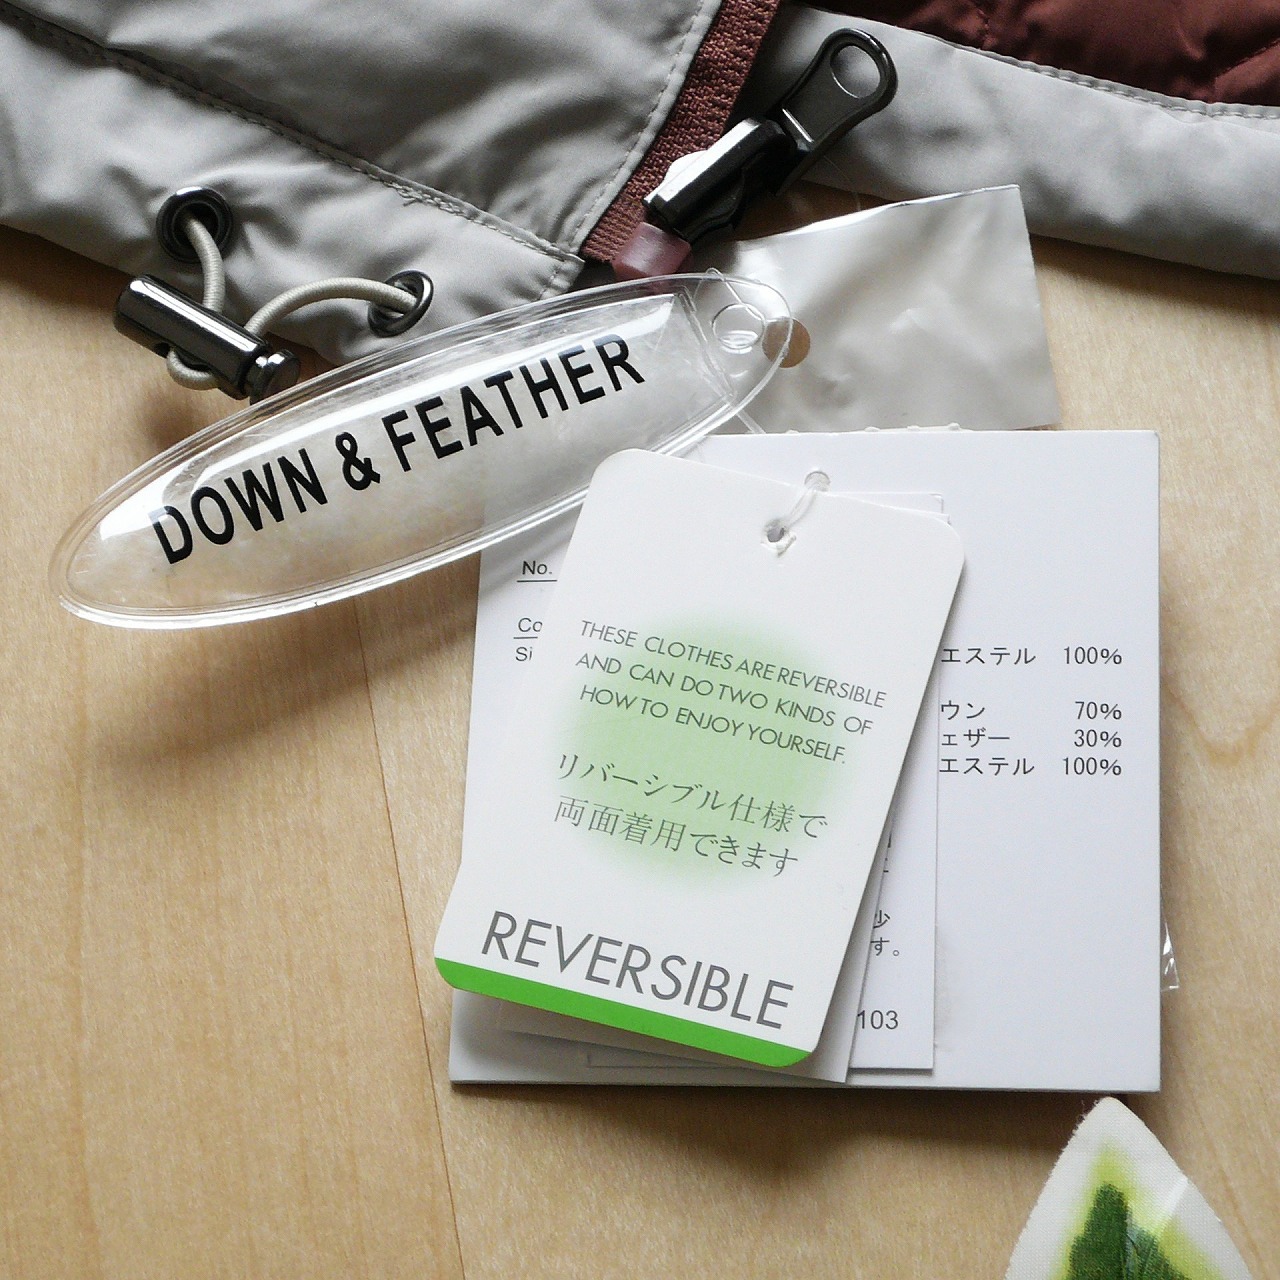 DOWN & FEATHER
No.
THESE CLOTHES ARE REVERSIBLE
AND CAN DO TWO KINDS OF
HOW TO ENJOY YOURSELF.
リバーシブル仕様で
両面着用できます
REVERSIBLE
エステル 100%
ウン 70%
ェザー 30%
エステル 100%
す。
103